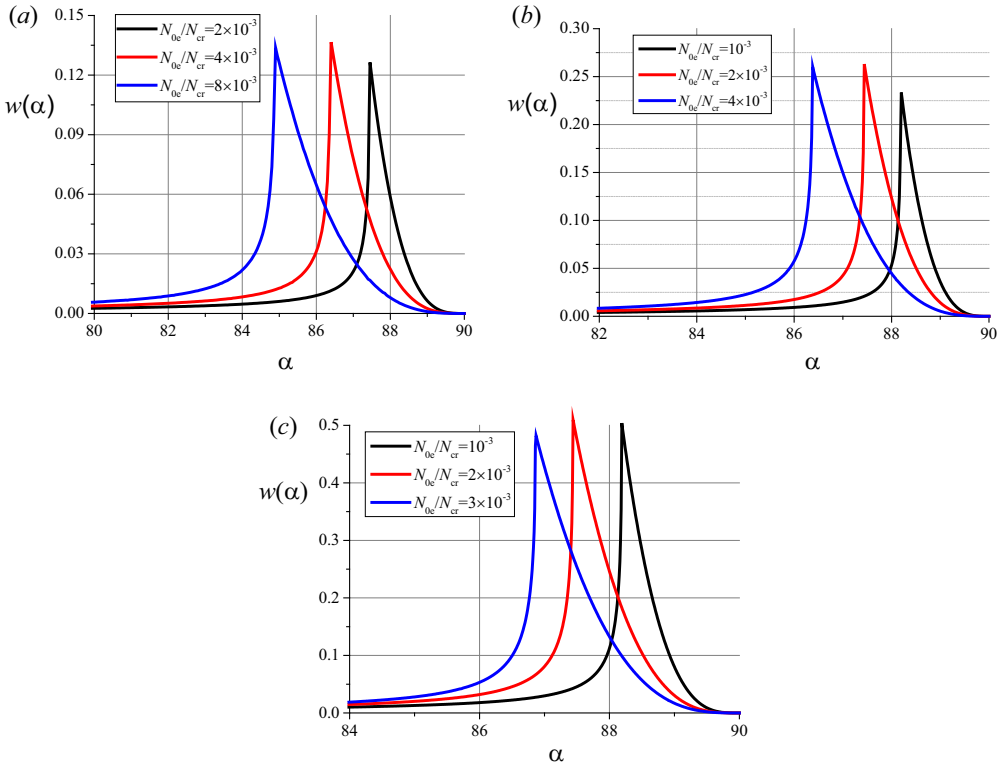 (a)
0.15
0.12
0.09
0.06
0.03
0.00
w(α)
N0e/Ncr=2×10-3
N0e/Ncr=4×10-3
N0e/Ncr=8×10-3
80 82 84 86 88 90
α
(b)
0.30
0.25
0.20
0.15
0.10
0.05
0.00
w(α)
N0e/Ncr=10-3
N0e/Ncr=2×10-3
N0e/Ncr=4×10-3
82 84 86 88 90
α
(c)
0.5
0.4
0.3
0.2
0.1
0.0
w(α)
N0e/Ncr=10-3
N0e/Ncr=2×10-3
N0e/Ncr=3×10-3
84 86 88 90
α